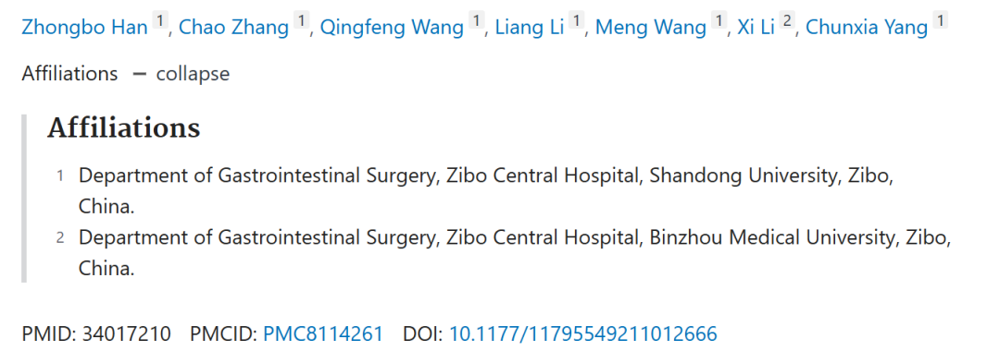 Zhongbo Han 1, Chao Zhang 1, Qingfeng Wang 1, Liang Li 1, Meng Wang 1, Xi Li 2, Chunxia Yang 1
Affiliations — collapse
Affiliations
1 Department of Gastrointestinal Surgery, Zibo Central Hospital, Shandong University, Zibo,
China.
2 Department of Gastrointestinal Surgery, Zibo Central Hospital, Binzhou Medical University, Zibo,
China.
PMID: 34017210 PMCID: PMC8114261 DOI: 10.1177/11795549211012666